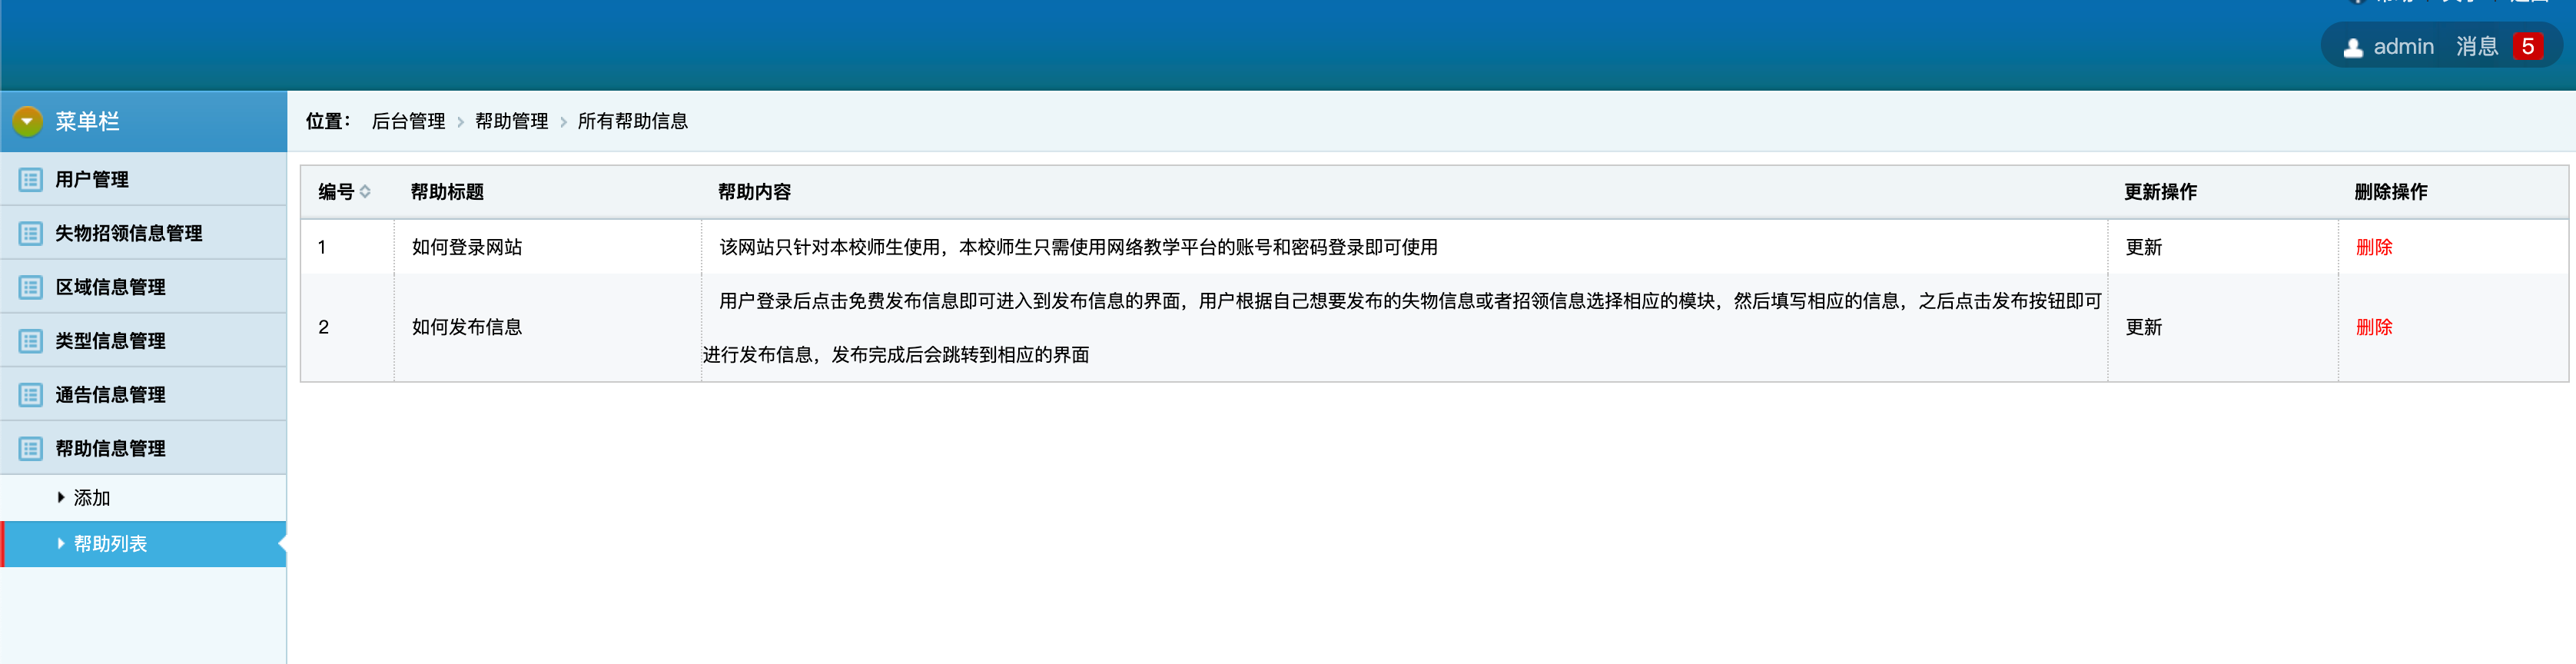 admin 消息 5
菜单栏
位置： 后台管理 帮助管理 所有帮助信息
用户管理
失物招领信息管理
区域信息管理
类型信息管理
通告信息管理
帮助信息管理
添加
帮助列表
编号 帮助标题 帮助内容 更新操作 删除操作
1 如何登录网站 该网站只针对本校师生使用，本校师生只需使用网络教学平台的账号和密码登录即可使用 更新 删除
2 如何发布信息 用户登录后点击免费发布信息即可进入到发布信息的界面，用户根据自己想要发布的失物信息或者招领信息选择相应的模块，然后填写相应的信息，之后点击发布按钮即可 更新 删除
进行发布信息，发布完成后会跳转到相应的界面